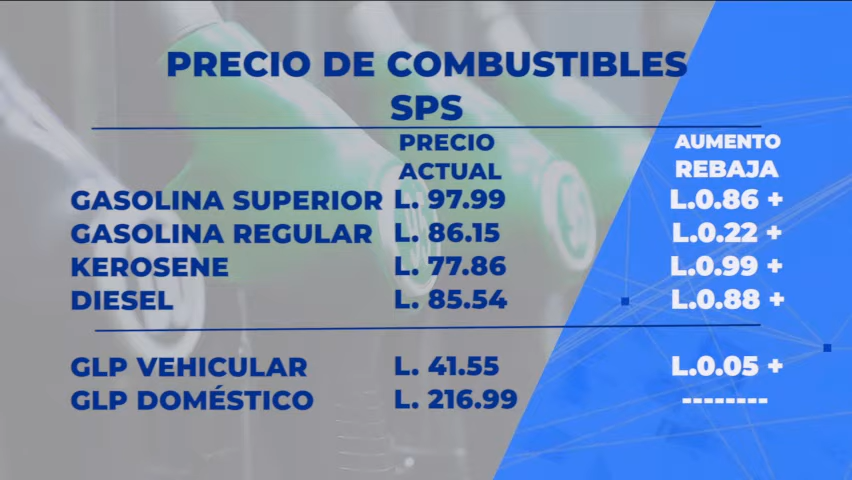 PRECIO DE COMBUSTIBLES
SPS
PRECIO ACTUAL AUMENTO REBAJA
GASOLINA SUPERIOR L. 97.99 L.0.86 +
GASOLINA REGULAR L. 86.15 L.0.22 +
KEROSENE L. 77.86 L.0.99 +
DIESEL L. 85.54 L.0.88 +
GLP VEHICULAR L. 41.55 L.0.05 +
GLP DOMÉSTICO L. 216.99 --------